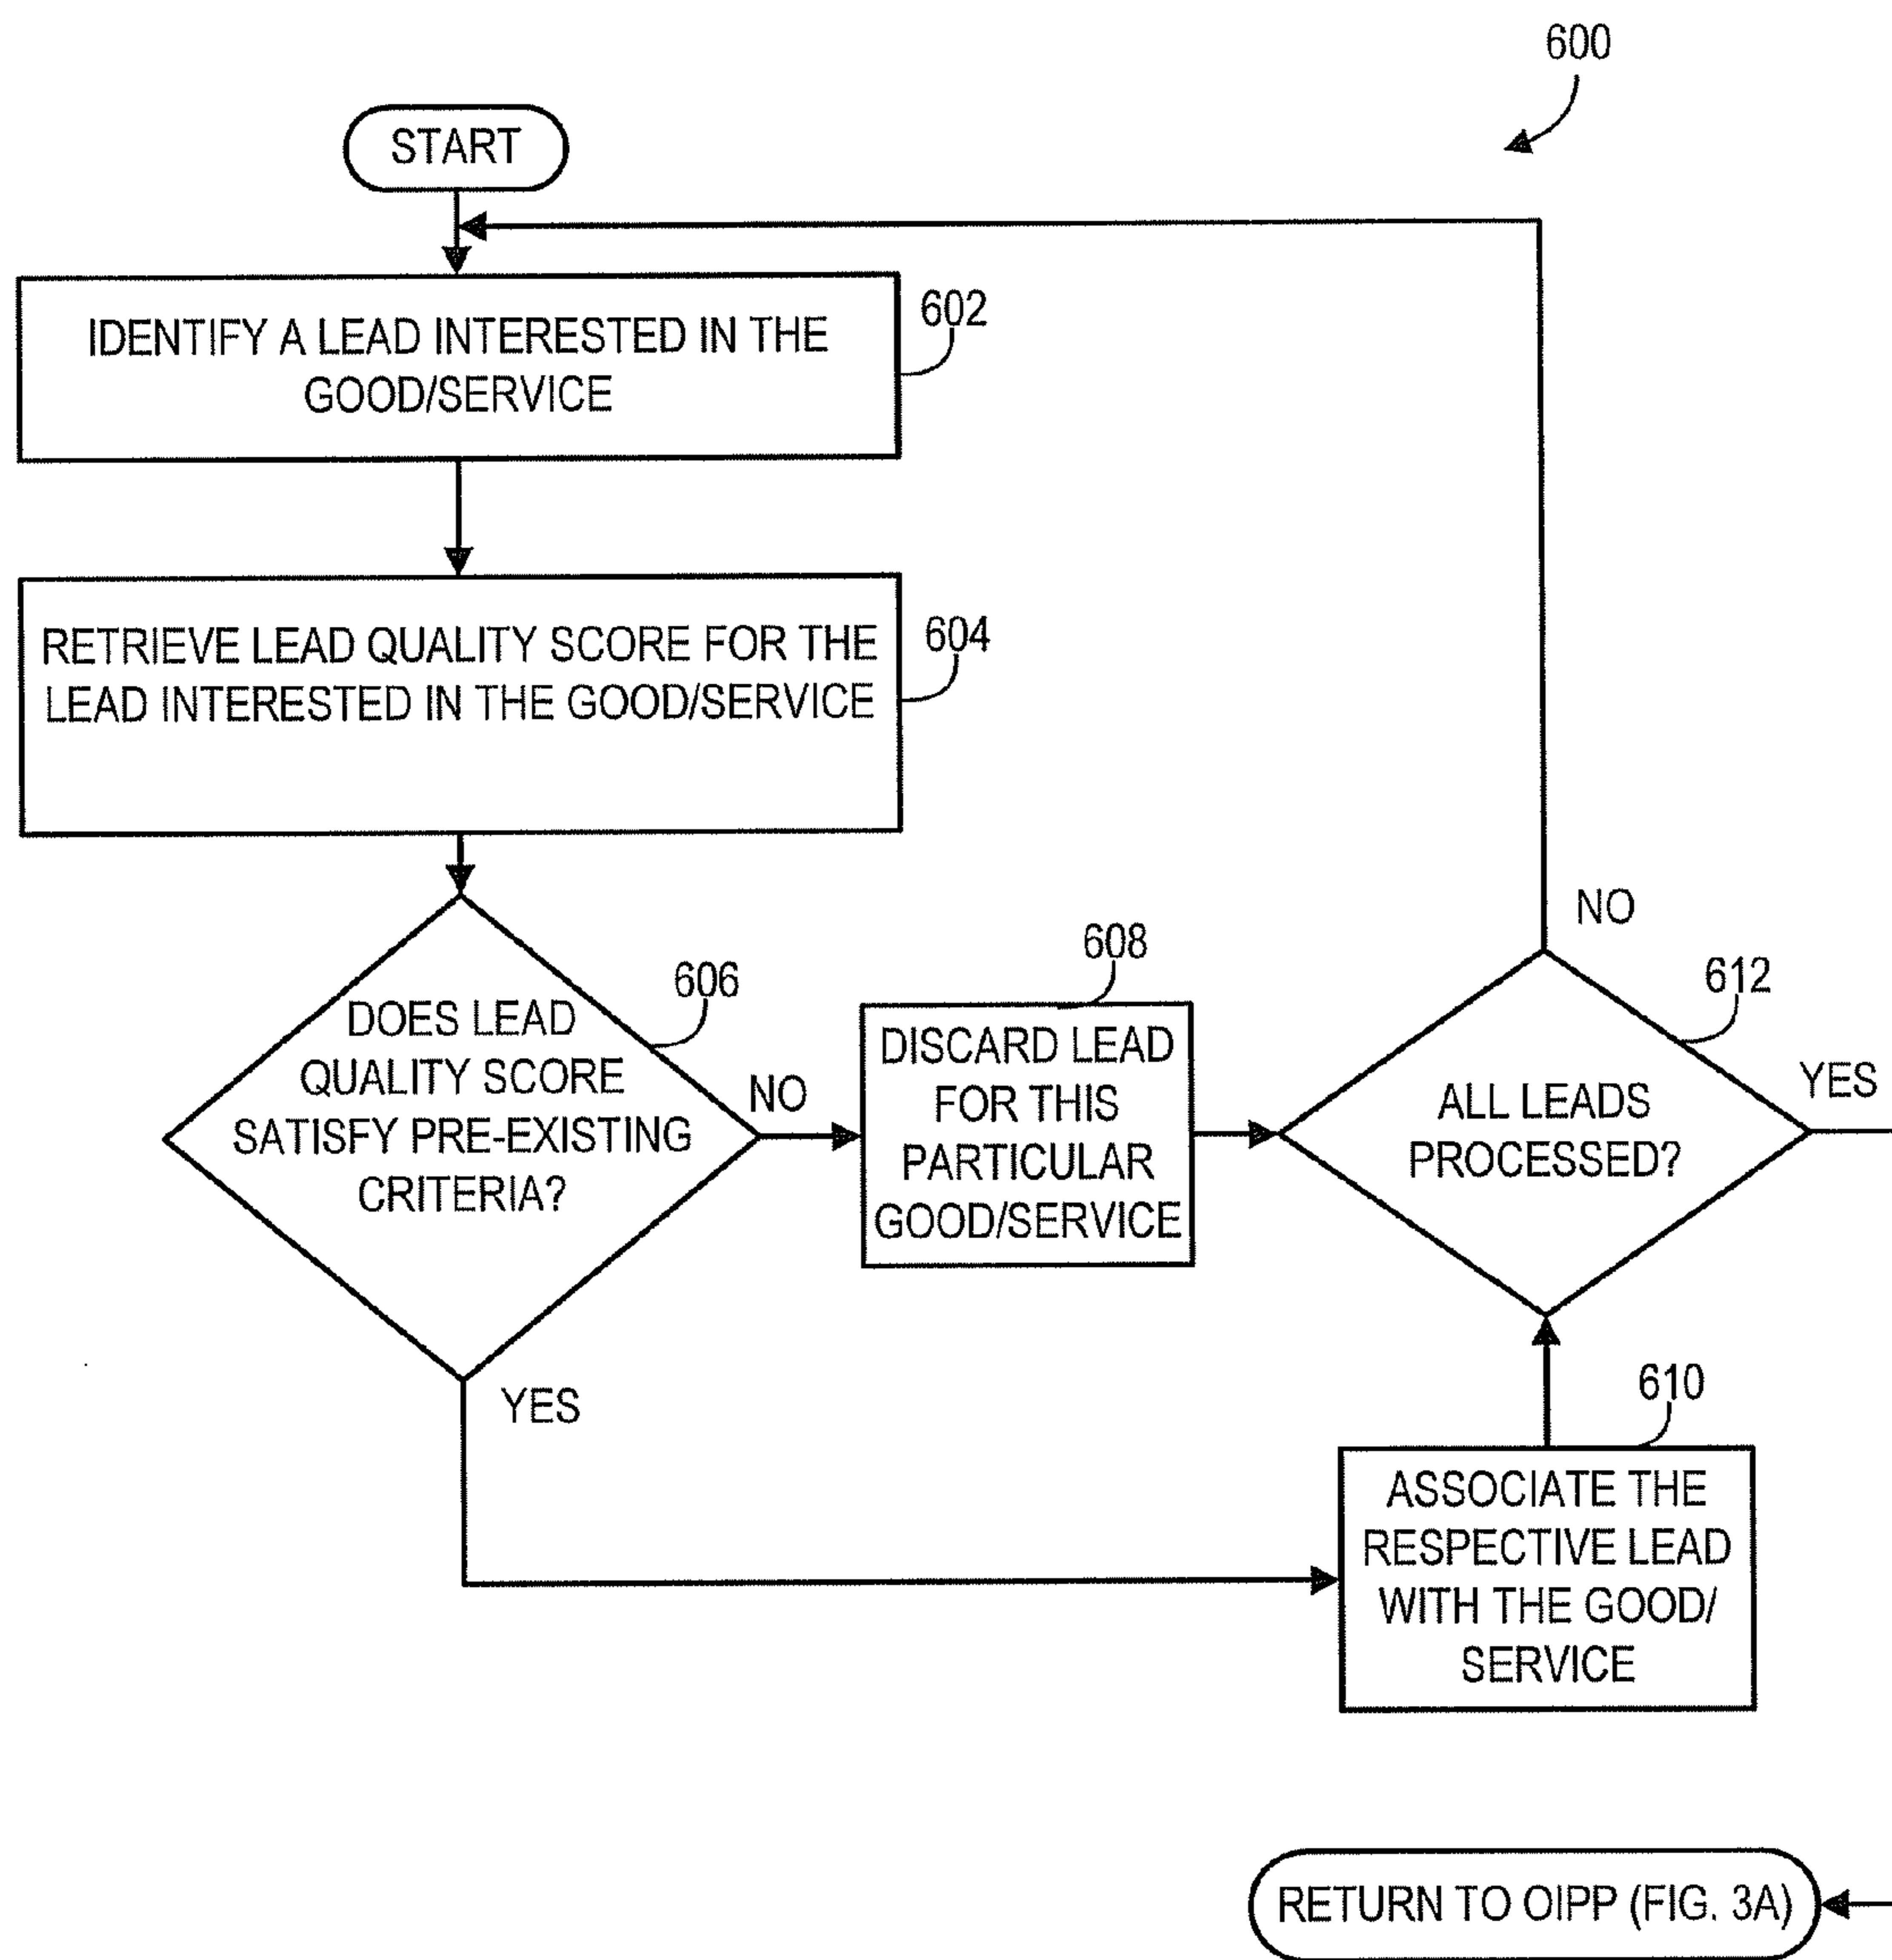 600
START
IDENTIFY A LEAD INTERESTED IN THE
GOOD/SERVICE
602
RETRIEVE LEAD QUALITY SCORE FOR THE
LEAD INTERESTED IN THE GOOD/SERVICE
604
DOES LEAD
QUALITY SCORE
SATISFY PRE-EXISTING
CRITERIA?
606
NO
YES
608
DISCARD LEAD
FOR THIS
PARTICULAR
GOOD/SERVICE
NO
612
ALL LEADS
PROCESSED?
YES
610
ASSOCIATE THE
RESPECTIVE LEAD
WITH THE GOOD/
SERVICE
RETURN TO OIPP (FIG. 3A)